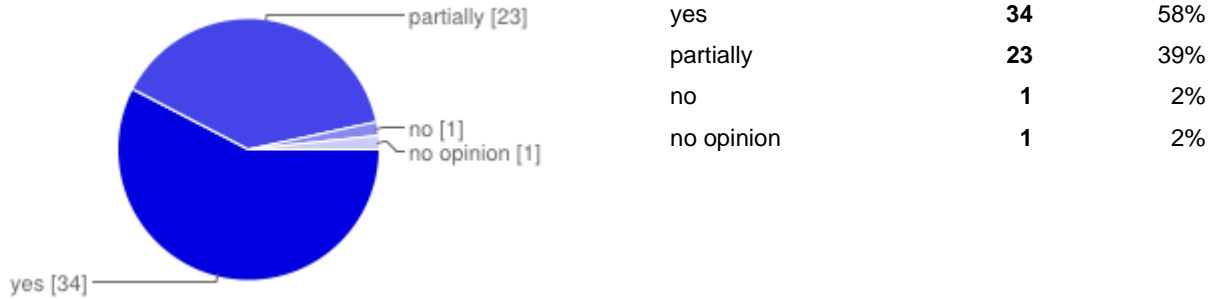 partially [23]
no [1]
no opinion [1]
yes [34]
yes 34 58%
partially 23 39%
no 1 2%
no opinion 1 2%